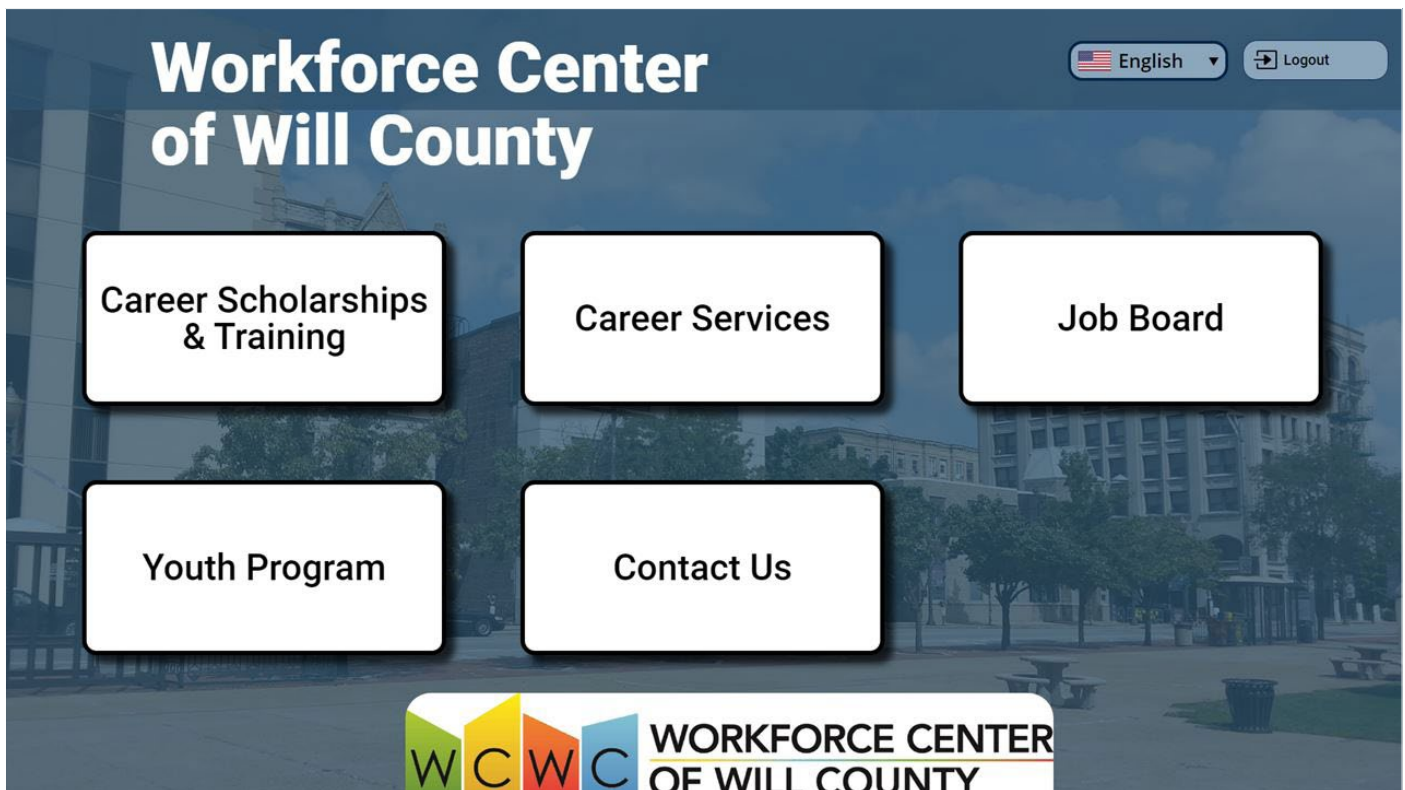 Workforce Center
of Will County
English
Logout
Career Scholarships
& Training
Career Services
Job Board
Youth Program
Contact Us
WCWC
WORKFORCE CENTER
OF WILL COUNTY